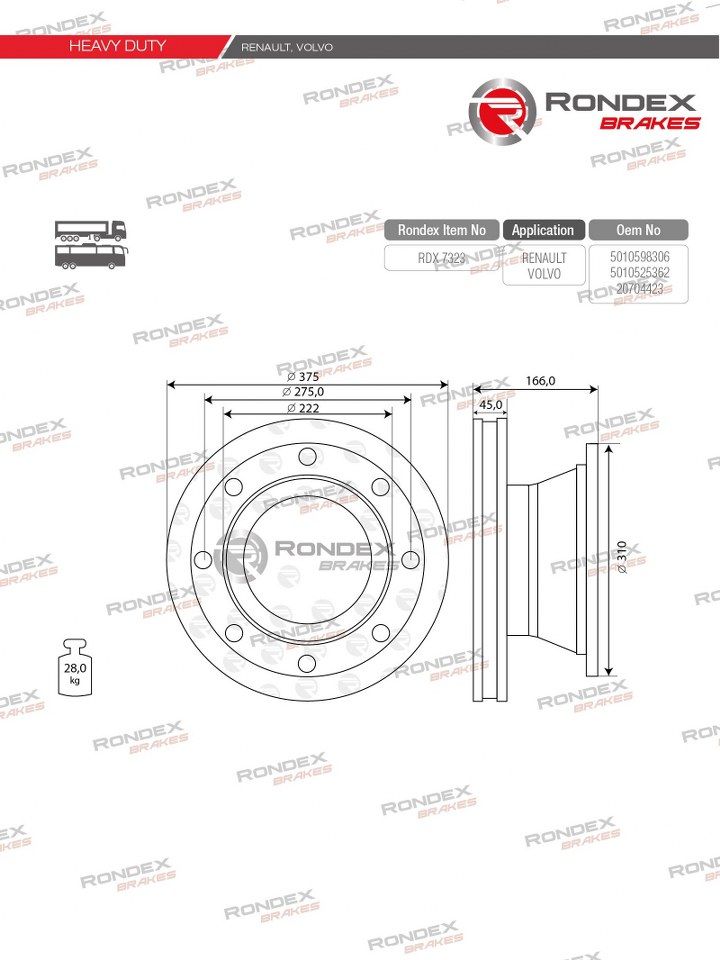 HEAVY DUTY
RENAULT, VOLVO
RONDEX
BRAKES
Rondex Item No
Application
Oem No
RDX 7323
RENAULT
VOLVO
5010598306
5010525362
20704423
Ø 375
Ø 275,0
Ø 222
166,0
45,0
Ø 310
RONDEX
BRAKES
28,0
kg